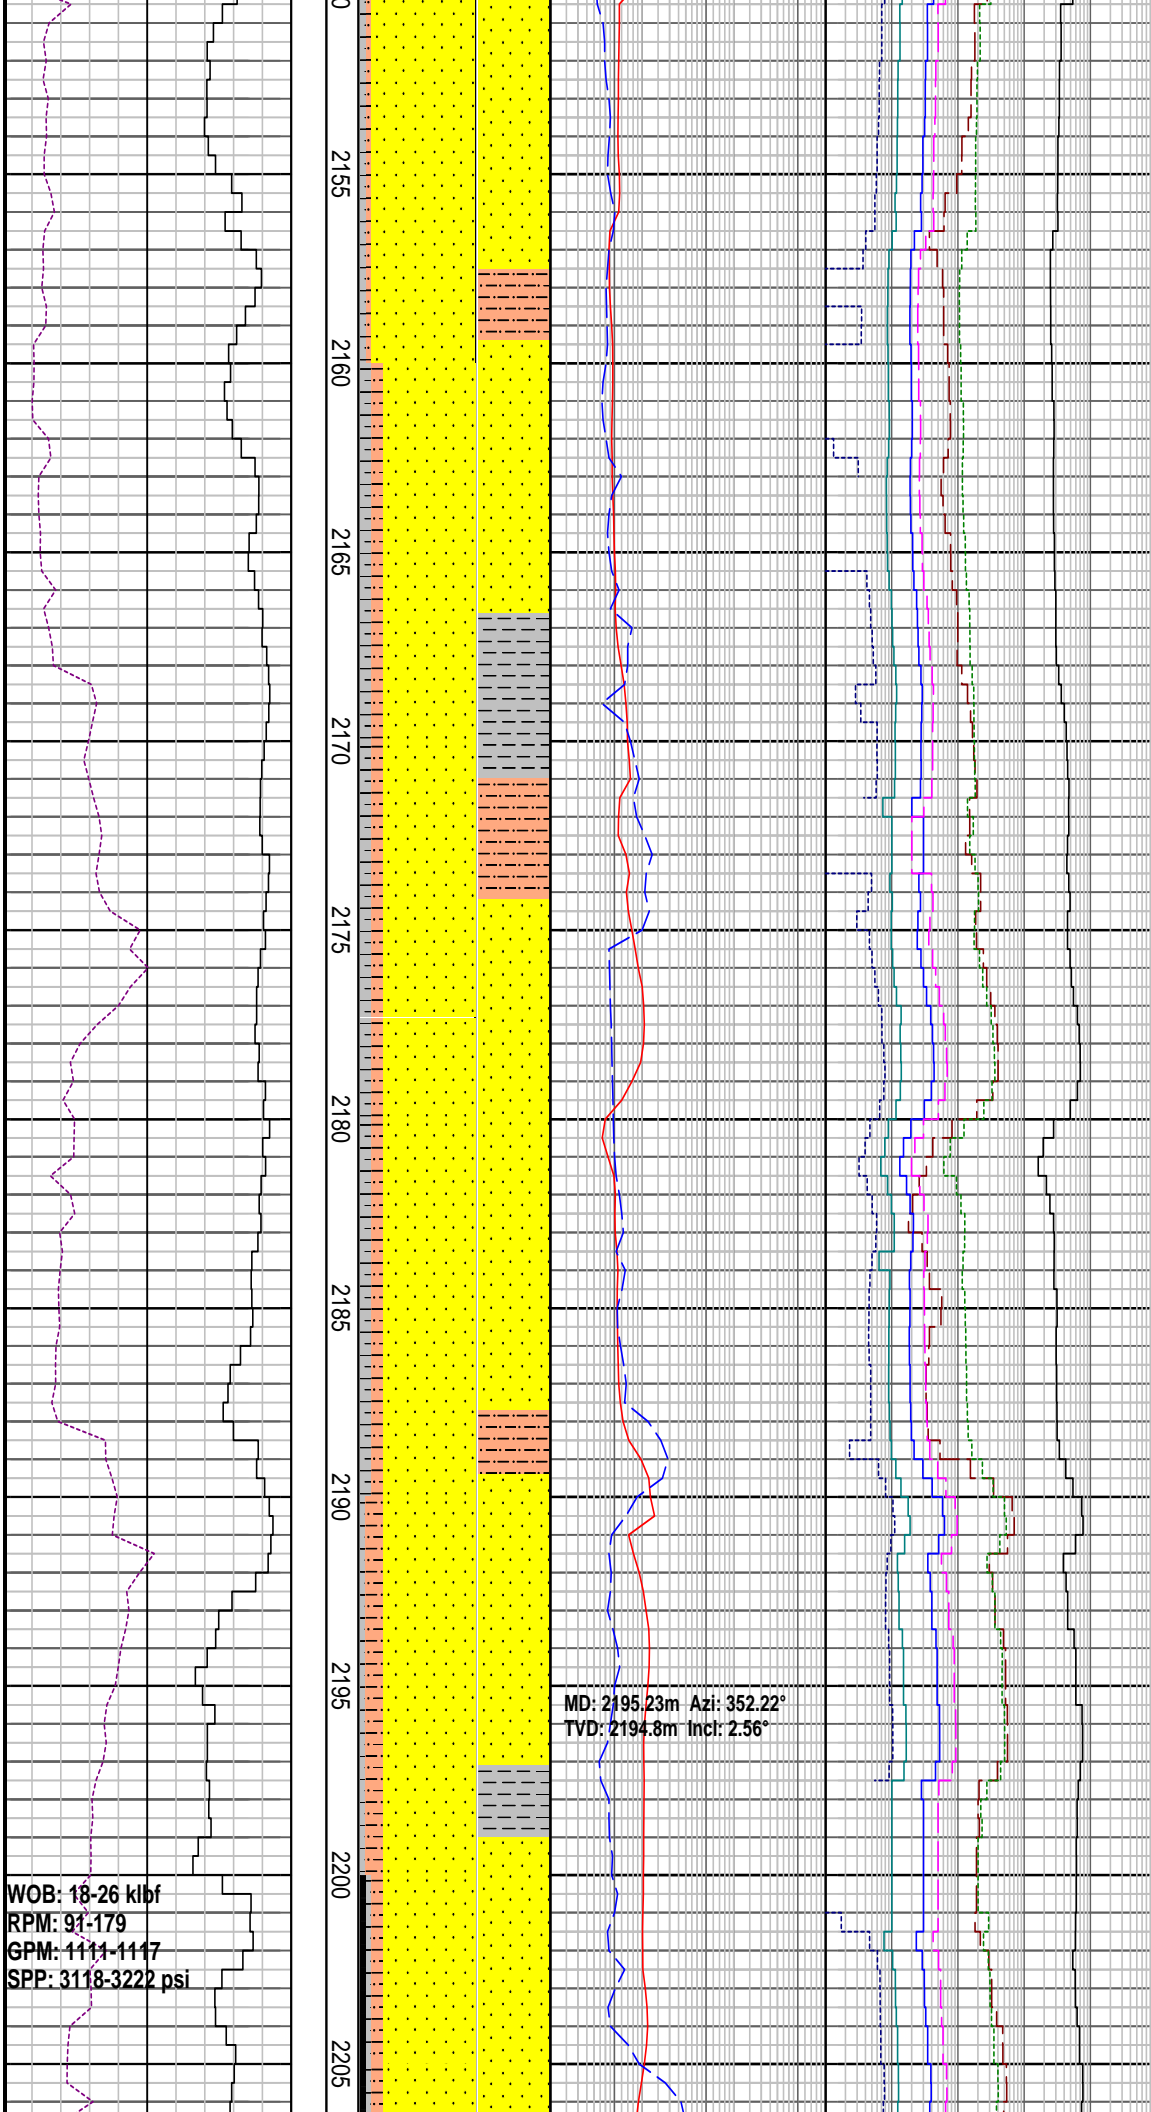 0
2155
2160
2165
2170
2175
2180
2185
2190
2195
MD: 2195.23m Azi: 352.22°
TVD: 2194.8m Incl: 2.56°
2200
WOB: 18-26 klbf
RPM: 91-179
GPM: 1111-1117
SPP: 3118-3222 psi
2205